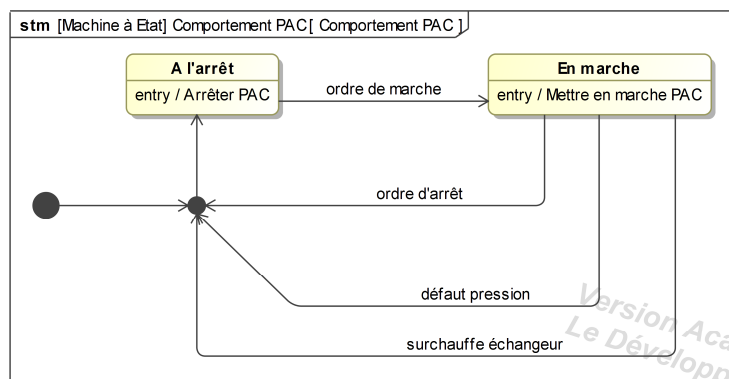 stm [Machine à Etat] Comportement PAC[ Comportement PAC ]
A l'arrêt
entry / Arrêter PAC
ordre de marche
En marche
entry / Mettre en marche PAC
ordre d'arrêt
défaut pression
surchauffe échangeur
Version
Le